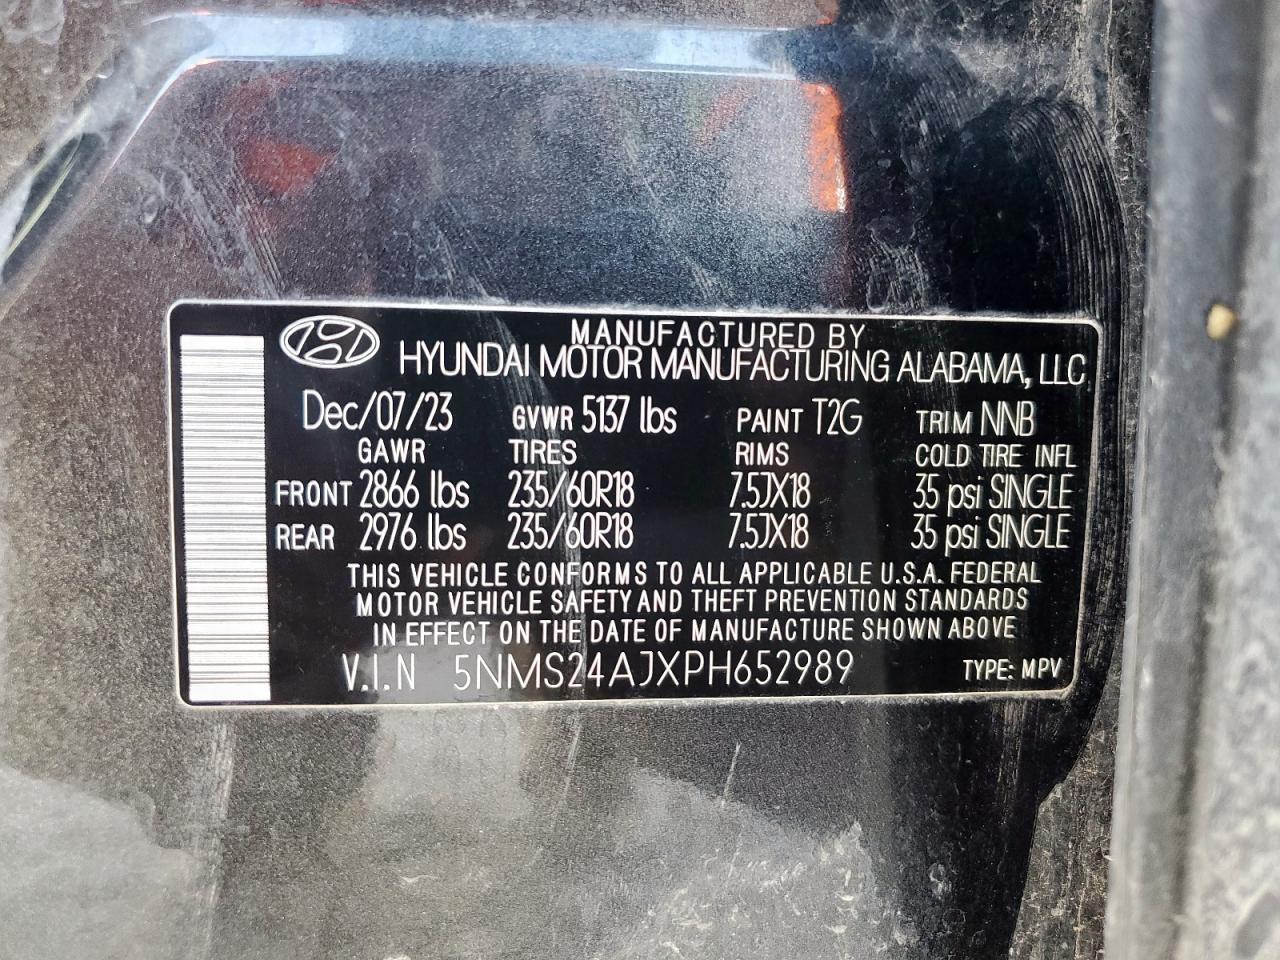 MANUFACTURED BY
HYUNDAI MOTOR MANUFACTURING ALABAMA, LLC
Dec/07/23 GVWR 5137 lbs PAINT T2G TRIM NNB
GAWR TIRES RIMS COLD TIRE INFL
FRONT 2866 lbs 235/60R18 7.5JX18 35 psi SINGLE
REAR 2976 lbs 235/60R18 7.5JX18 35 psi SINGLE
THIS VEHICLE CONFORMS TO ALL APPLICABLE U.S.A. FEDERAL
MOTOR VEHICLE SAFETY AND THEFT PREVENTION STANDARDS
IN EFFECT ON THE DATE OF MANUFACTURE SHOWN ABOVE
V.I.N 5NMS24AJXPH652989 TYPE: MPV